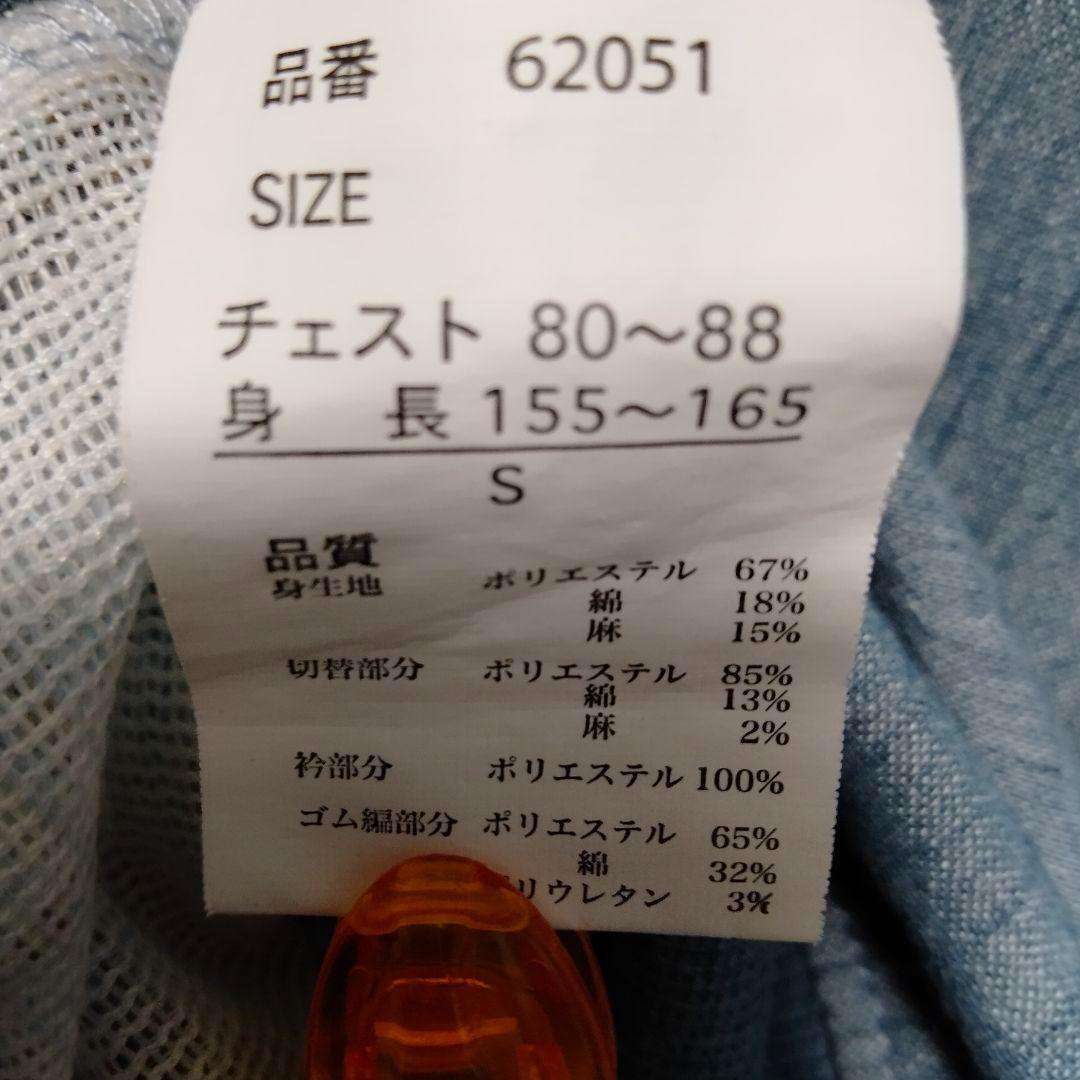 品番 62051
SIZE
チェスト 80〜88
身 長 155〜165
S
品質
身生地 ポリエステル 67%
綿 18%
麻 15%
切替部分 ポリエステル 85%
綿 13%
麻 2%
衿部分 ポリエステル 100%
ゴム編部分 ポリエステル 65%
綿 32%
ポリウレタン 3%